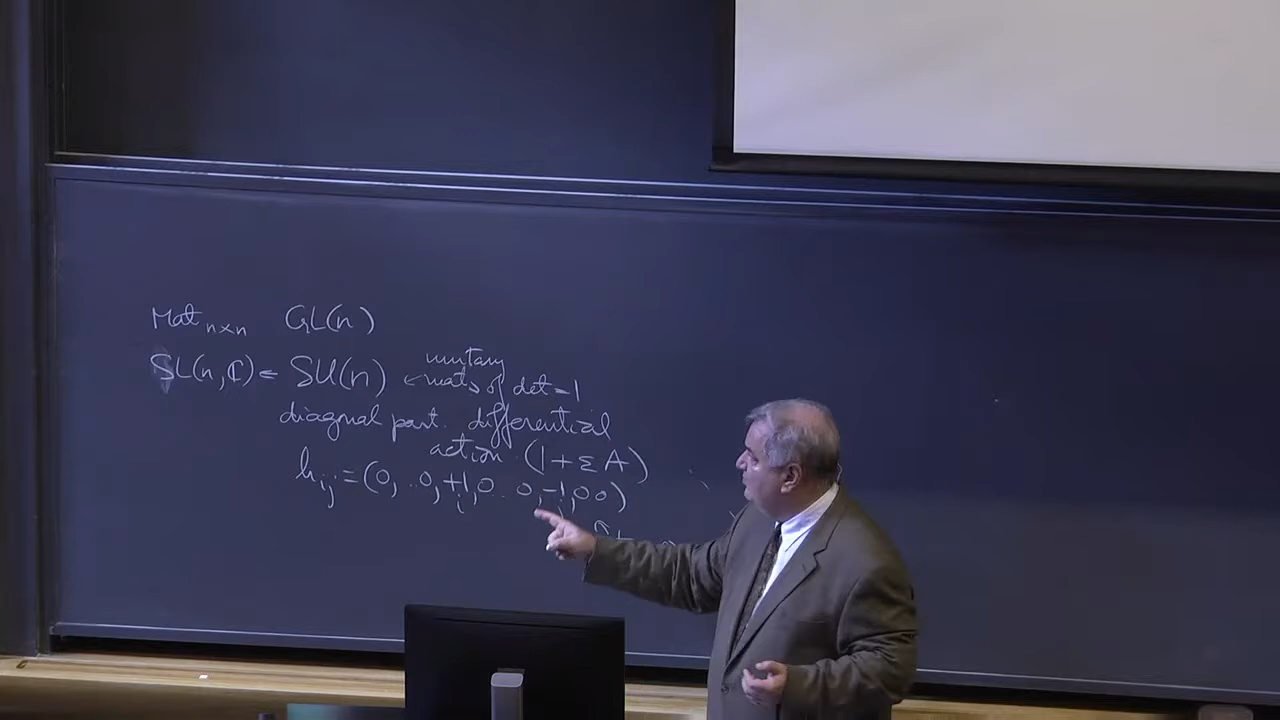 Mat n×n GL(n)
SL(n,ℂ) ⊂ SU(n) ← unitary
mats of det=1
diagonal part. differential
action (1+εA)
h_ij = (0, ..0, +1, 0 .. 0, -1, 0 0)
i j